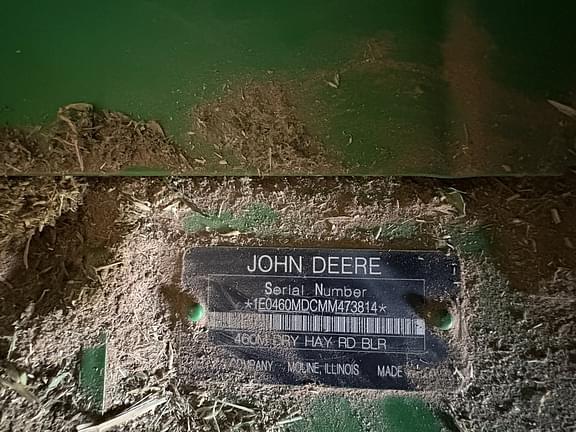 JOHN DEERE
Serial Number
*1E0460MDCMM473814*
460M DRY HAY RD BLR
COMPANY MOLINE, ILLINOIS MADE